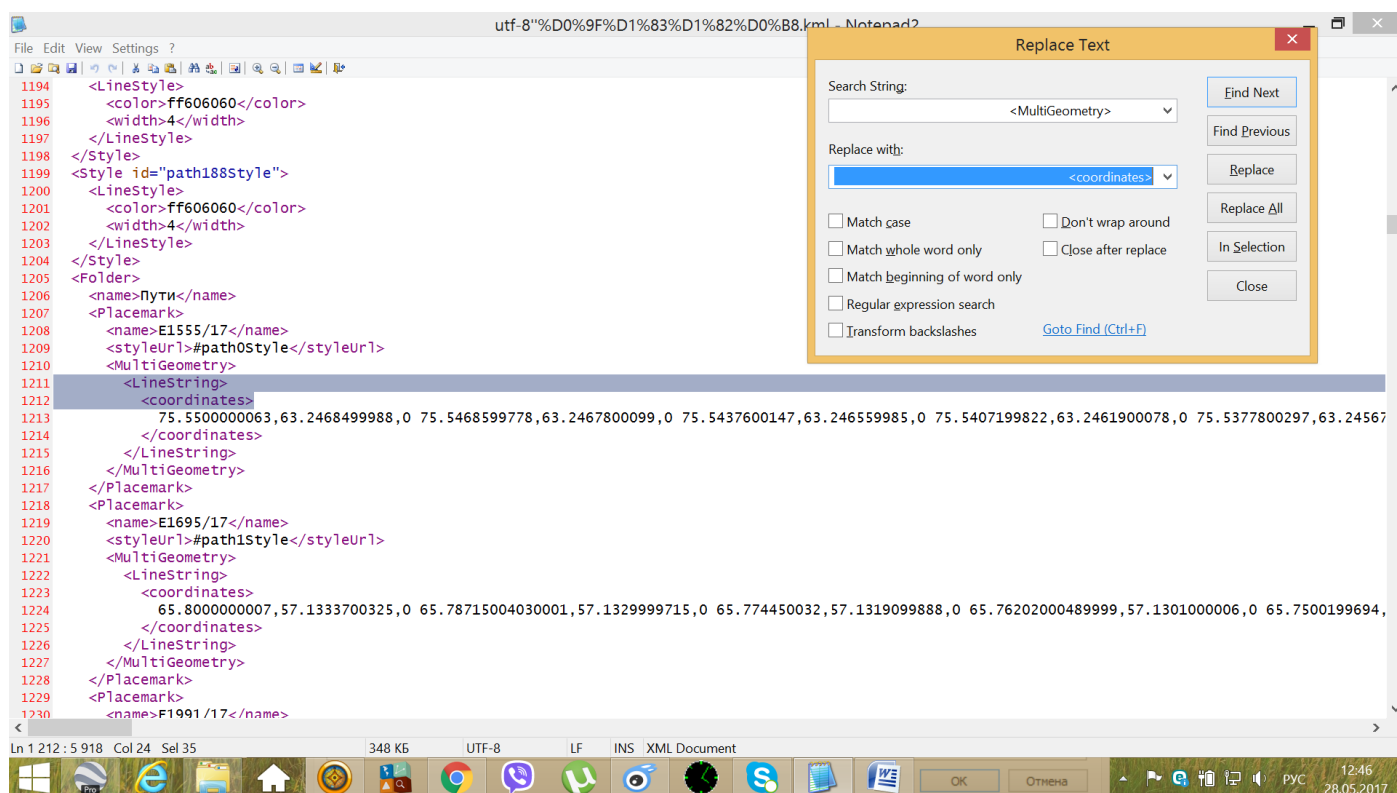 utf-8''%D0%9F%D1%83%D1%82%D0%B8.kml - Notepad2
File Edit View Settings ?
1194 <LineStyle>
1195 <color>ff606060</color>
1196 <width>4</width>
1197 </LineStyle>
1198 </Style>
1199 <Style id="path188Style">
1200 <LineStyle>
1201 <color>ff606060</color>
1202 <width>4</width>
1203 </LineStyle>
1204 </Style>
1205 <Folder>
1206 <name>Пути</name>
1207 <Placemark>
1208 <name>E1555/17</name>
1209 <styleUrl>#path0Style</styleUrl>
1210 <MultiGeometry>
1211 <LineString>
1212 <coordinates>
1213 75.5500000063,63.2468499988,0 75.5468599778,63.2467800099,0 75.5437600147,63.246559985,0 75.5407199822,63.2461900078,0 75.5377800297,63.24567
1214 </coordinates>
1215 </LineString>
1216 </MultiGeometry>
1217 </Placemark>
1218 <Placemark>
1219 <name>E1695/17</name>
1220 <styleUrl>#path1Style</styleUrl>
1221 <MultiGeometry>
1222 <LineString>
1223 <coordinates>
1224 65.8000000007,57.1333700325,0 65.78715004030001,57.1329999715,0 65.774450032,57.1319099888,0 65.76202000489999,57.1301000006,0 65.7500199694,
1225 </coordinates>
1226 </LineString>
1227 </MultiGeometry>
1228 </Placemark>
1229 <Placemark>
1230 <name>E1991/17</name>
Replace Text
Search String:
<MultiGeometry>
Replace with:
<coordinates>
Match case
Match whole word only
Match beginning of word only
Regular expression search
Transform backslashes
Don't wrap around
Close after replace
Goto Find (Ctrl+F)
Find Next
Find Previous
Replace
Replace All
In Selection
Close
Ln 1 212 : 5 918 Col 24 Sel 35 348 КБ UTF-8 LF INS XML Document
Pro
OK
Отмена
РУС
12:46
28.05.2017